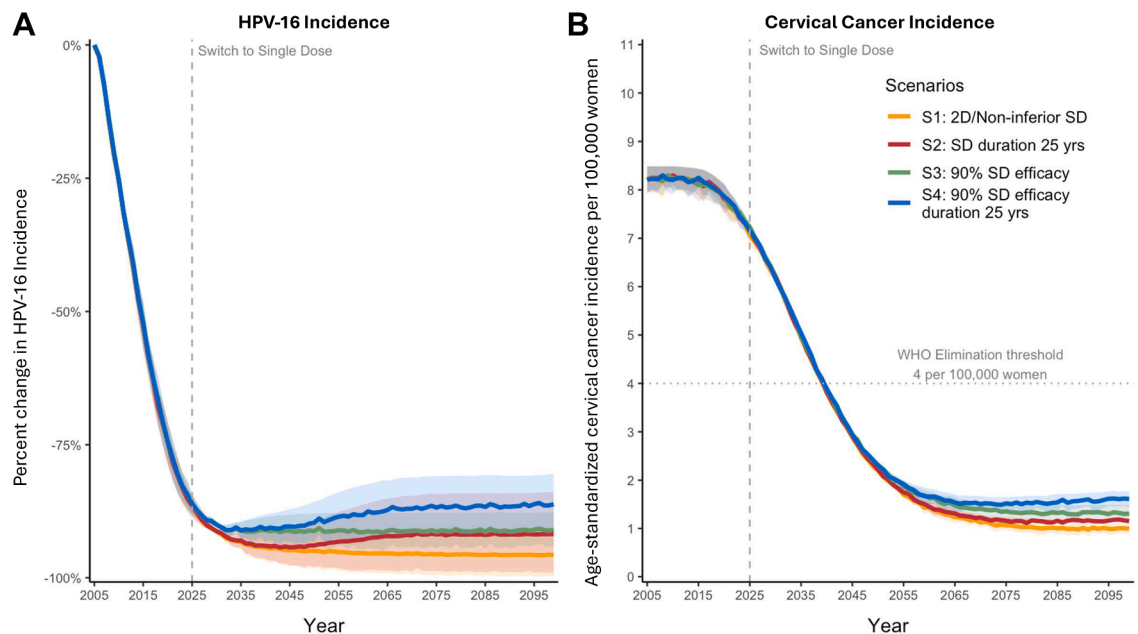 A
HPV-16 Incidence
Percent change in HPV-16 Incidence
0%
-25%
-50%
-75%
-100%
Switch to Single Dose
2005 2015 2025 2035 2045 2055 2065 2075 2085 2095
Year
B
Cervical Cancer Incidence
Age-standardized cervical cancer incidence per 100,000 women
11
10
9
8
7
6
5
4
3
2
1
0
Switch to Single Dose
Scenarios
S1: 2D/Non-inferior SD
S2: SD duration 25 yrs
S3: 90% SD efficacy
S4: 90% SD efficacy
duration 25 yrs
WHO Elimination threshold
4 per 100,000 women
2005 2015 2025 2035 2045 2055 2065 2075 2085 2095
Year